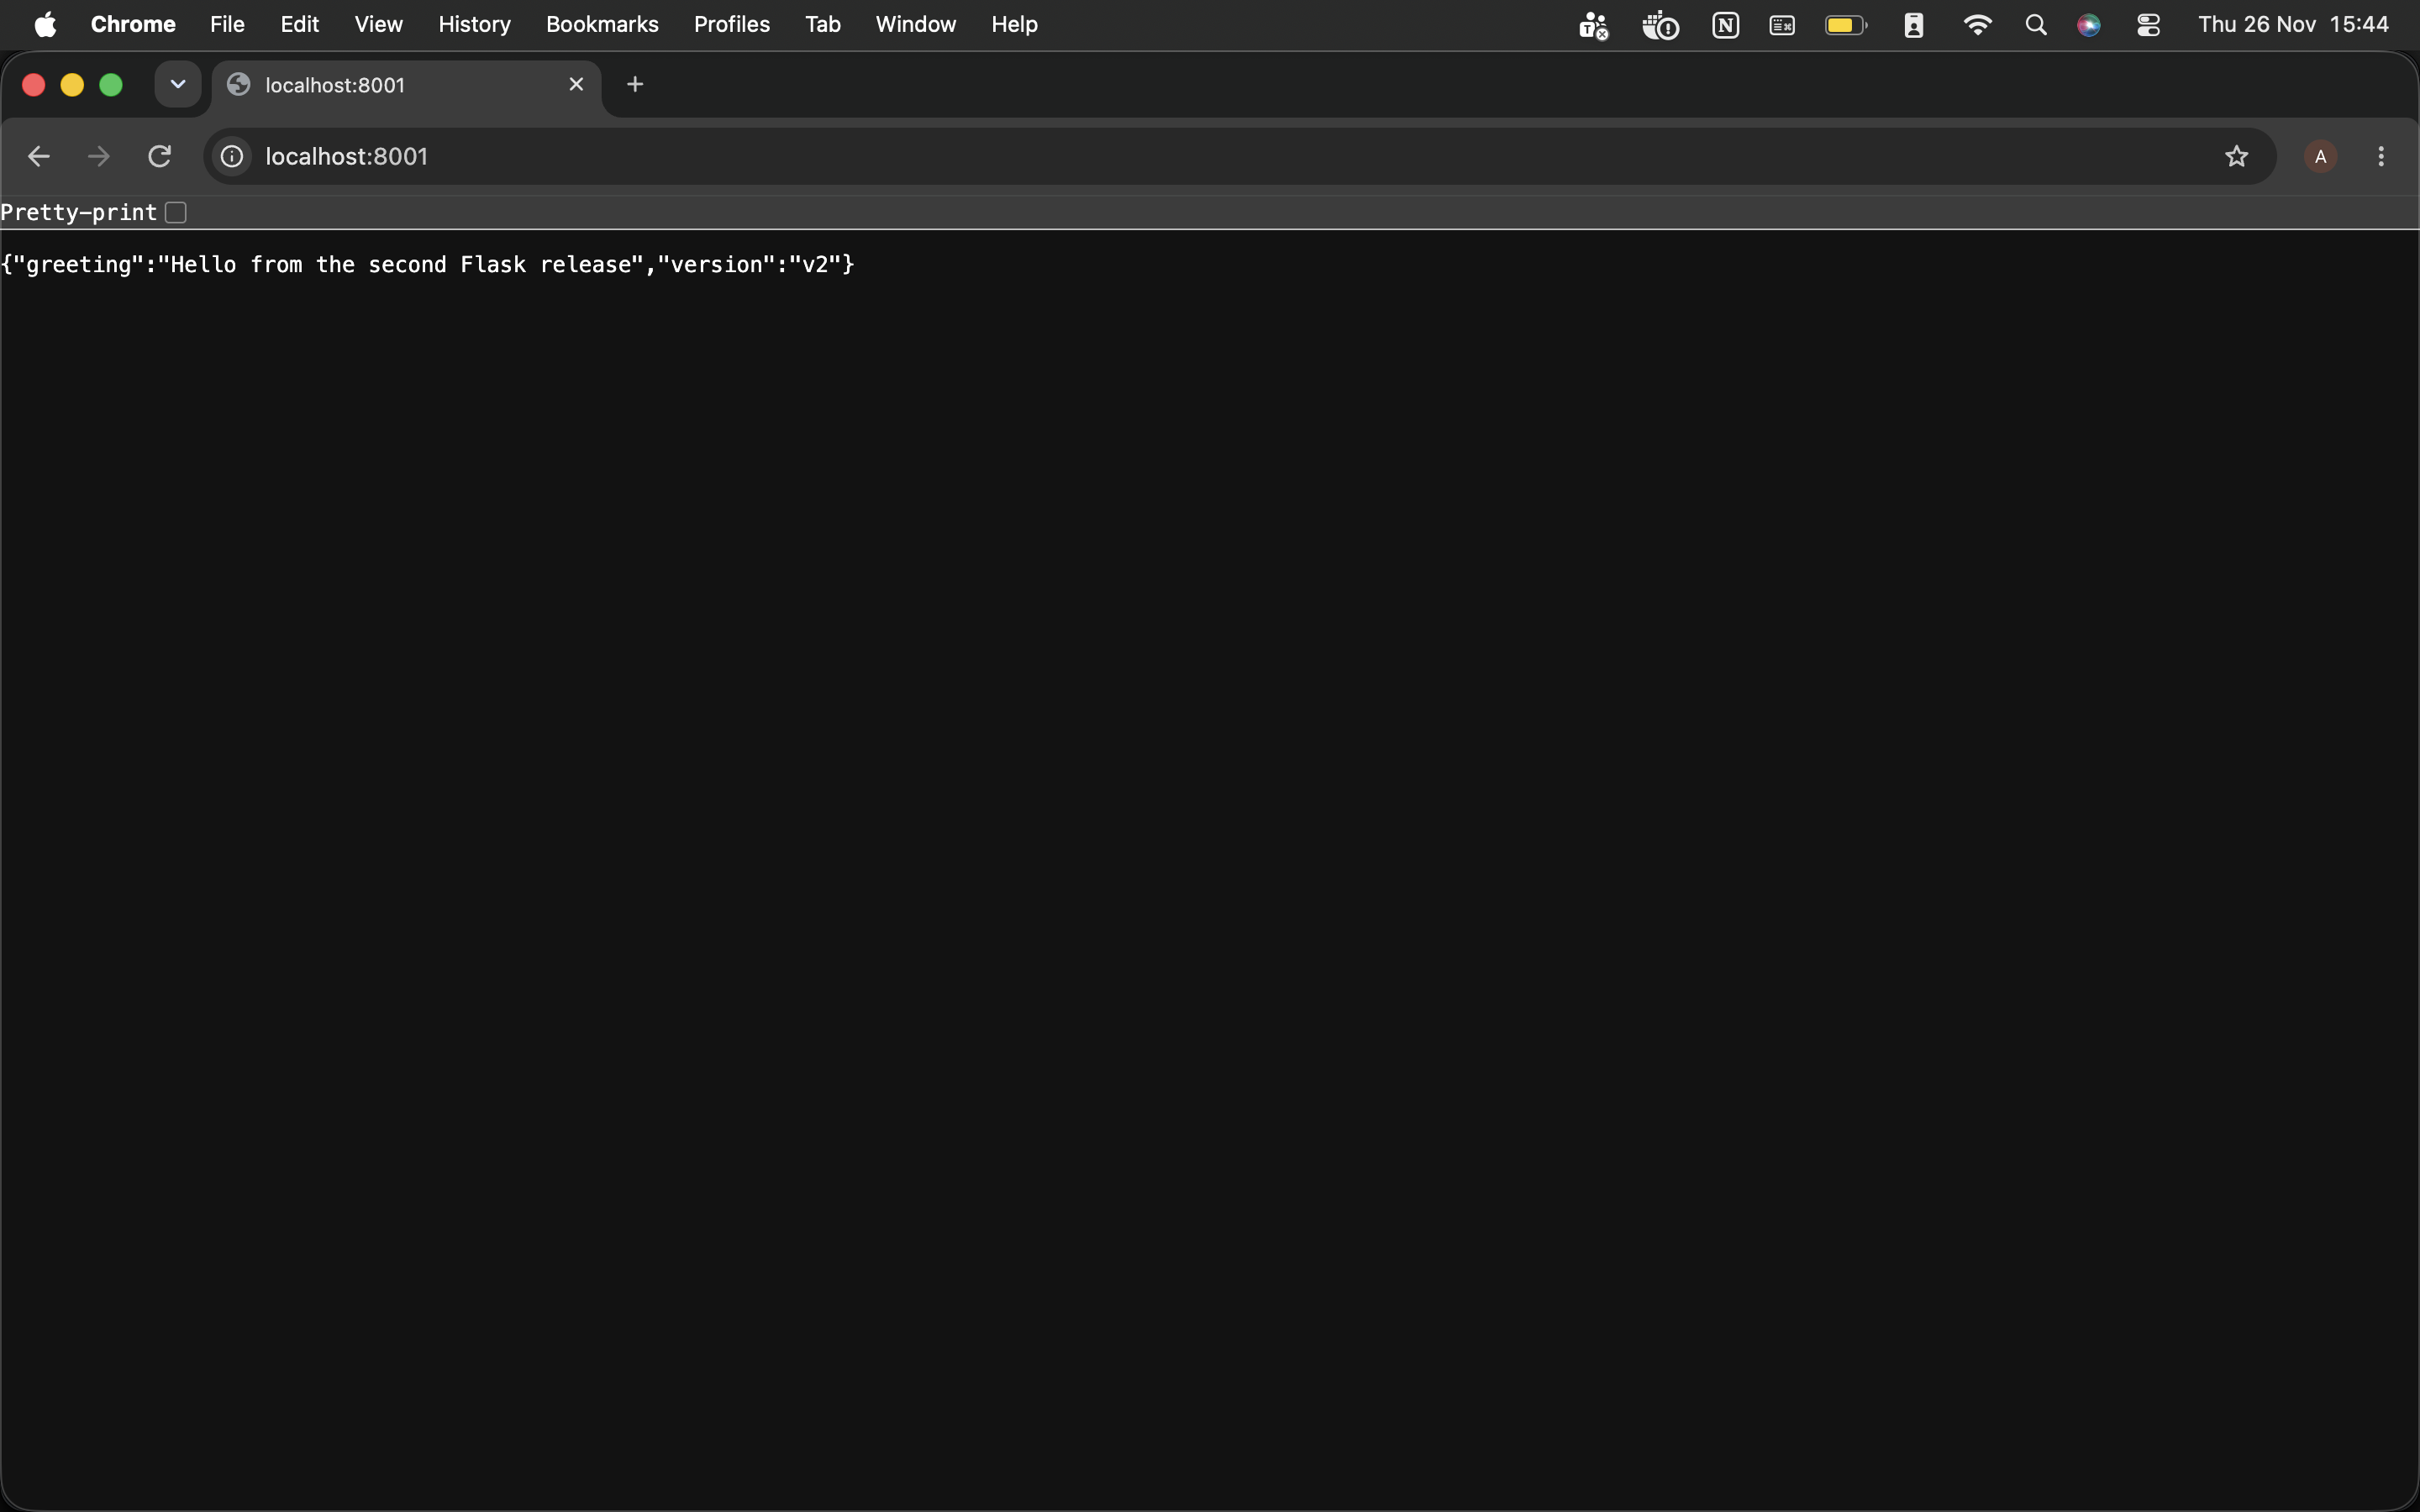 Chrome File Edit View History Bookmarks Profiles Tab Window Help Thu 26 Nov 15:44
localhost:8001
localhost:8001 A
Pretty-print
{"greeting":"Hello from the second Flask release","version":"v2"}